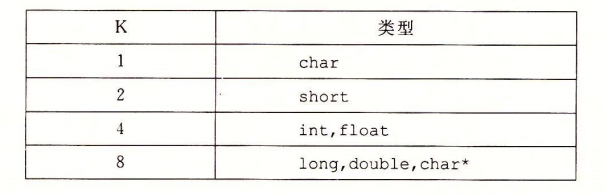 K 类型
1 char
2 short
4 int,float
8 long,double,char*